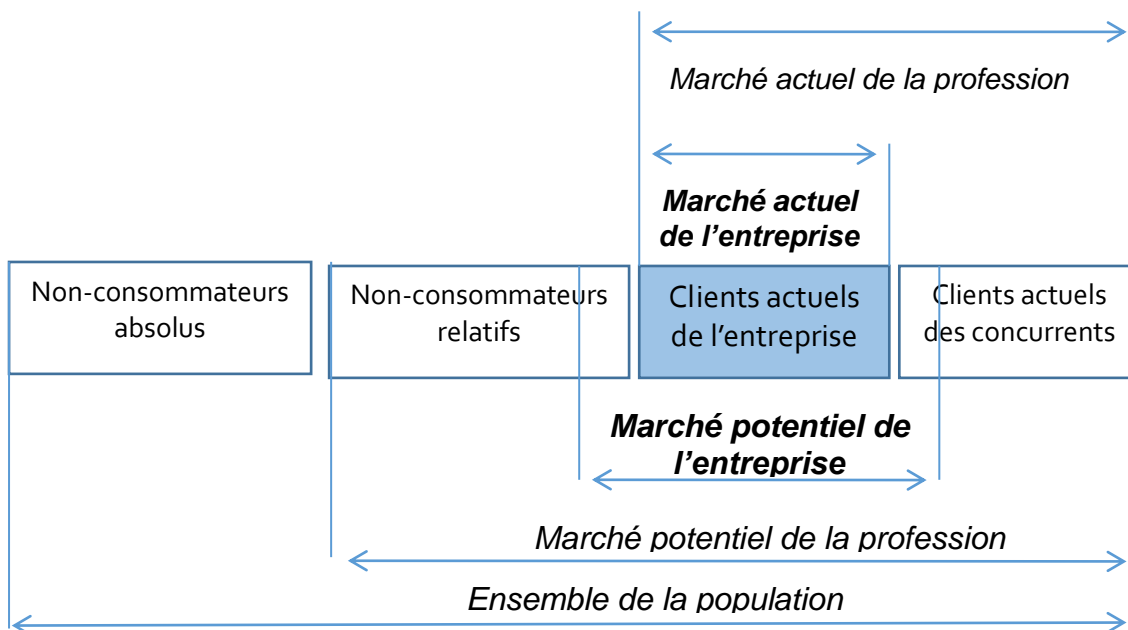 Marché actuel de la profession
Marché actuel
de l’entreprise
Non-consommateurs
absolus
Non-consommateurs
relatifs
Clients actuels
de l’entreprise
Clients actuels
des concurrents
Marché potentiel de
l’entreprise
Marché potentiel de la profession
Ensemble de la population